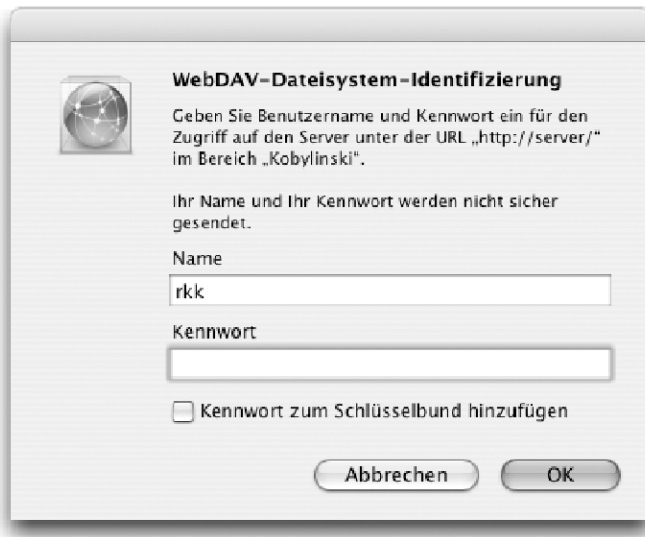 WebDAV-Dateisystem-Identifizierung
Geben Sie Benutzername und Kennwort ein für den
Zugriff auf den Server unter der URL „http://server/“
im Bereich „Kobylinski“.
Ihr Name und Ihr Kennwort werden nicht sicher
gesendet.
Name
rkk
Kennwort
Kennwort zum Schlüsselbund hinzufügen
Abbrechen
OK